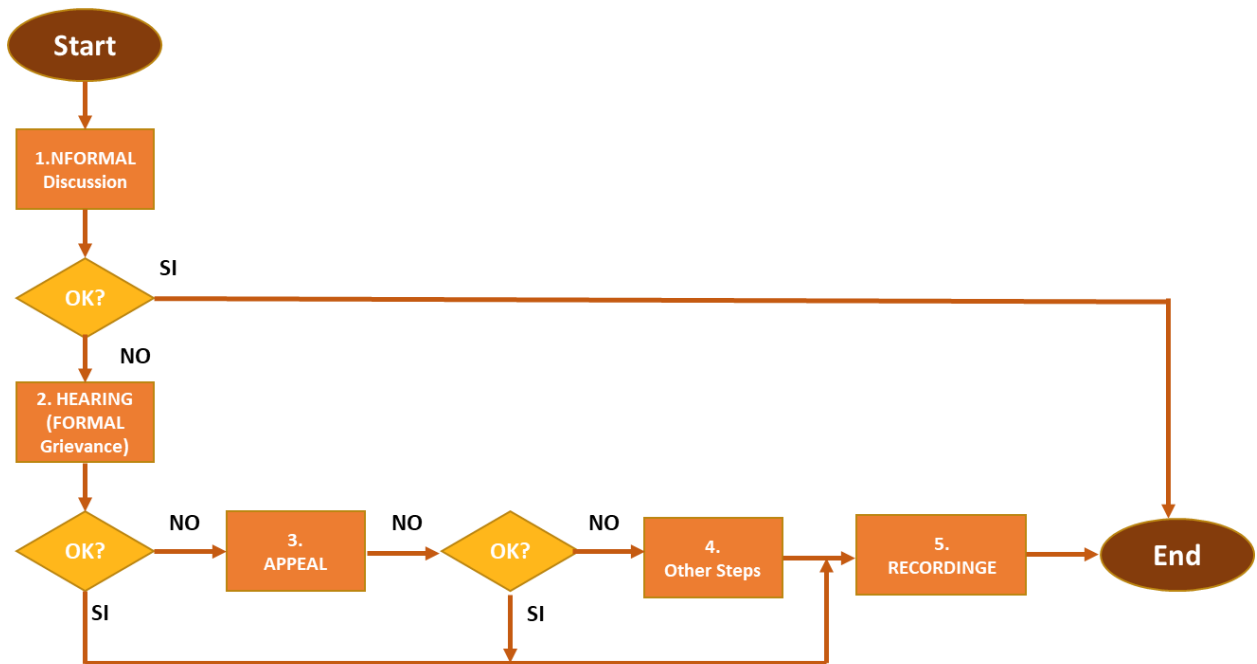 Start
1.NFORMAL
Discussion
OK?
SI
NO
2. HEARING
(FORMAL
Grievance)
OK?
NO
SI
3.
APPEAL
NO
OK?
NO
SI
4.
Other Steps
5.
RECORDINGE
End